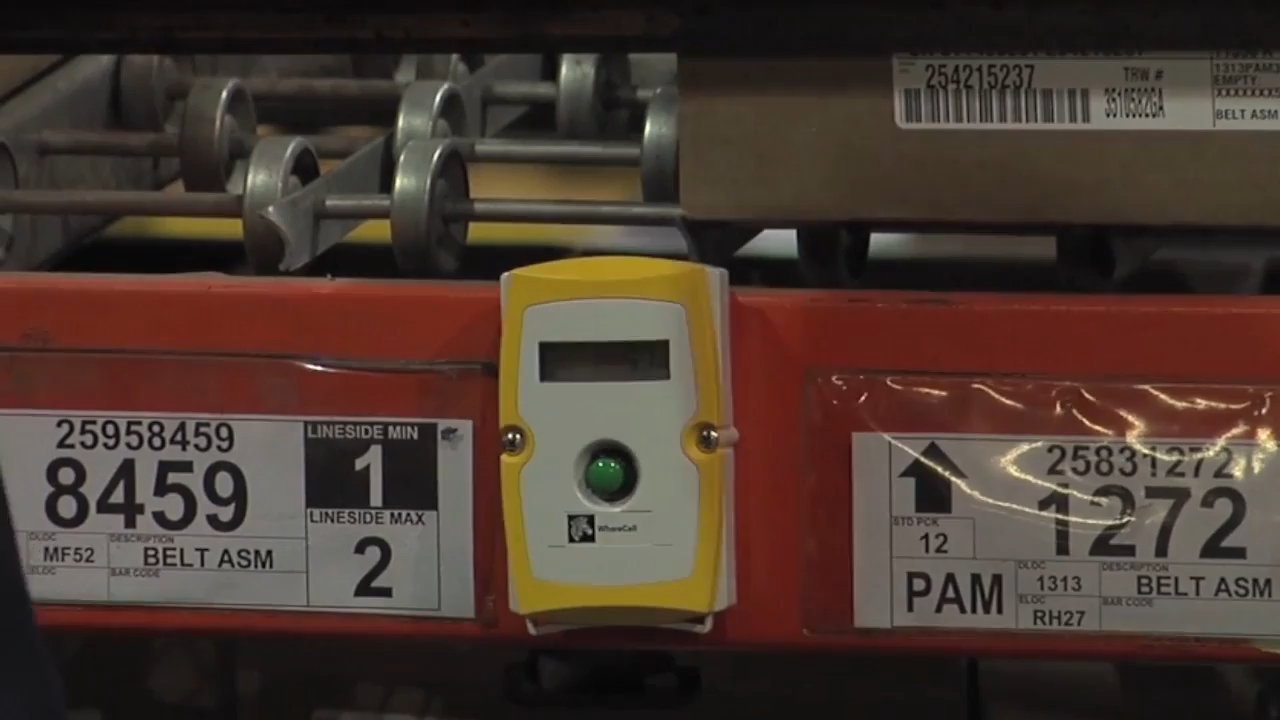 254215237
TRW #
3510582GA
1313PAM3
EMPTY:
XXXXXX
BELT ASM
25958459
8459
LINESIDE MIN
1
LINESIDE MAX
2
DLOC
MF52
DESCRIPTION
BELT ASM
ELOC
BAR CODE
WhereCall
25831272
1272
STD PCK
12
PAM
DLOC
1313
DESCRIPTION
BELT ASM
ELOC
RH27
BAR CODE